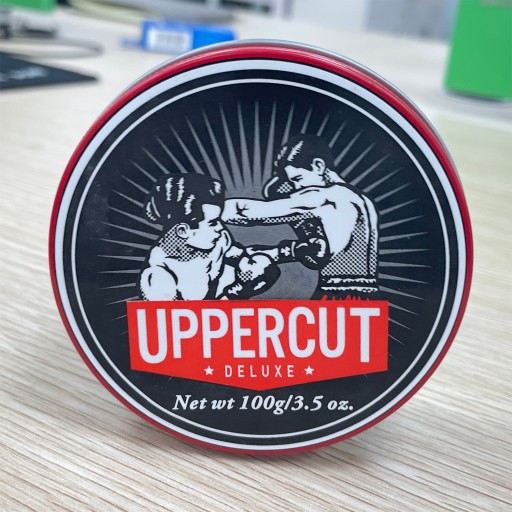 UPPERCUT
★ DELUXE ★
Net wt 100g/3.5 oz.